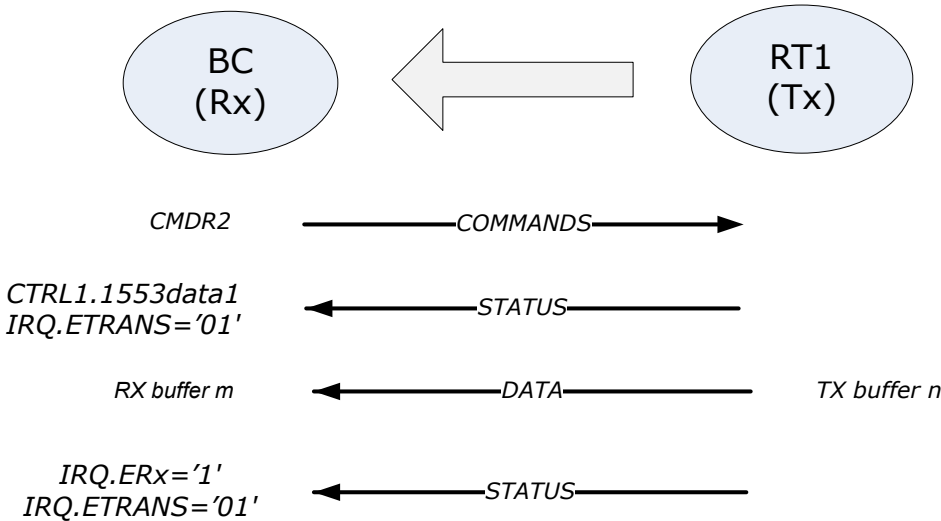 BC
(Rx)
RT1
(Tx)
CMDR2
COMMANDS
CTRL1.1553data1
IRQ.ETRANS=’01'
STATUS
RX buffer m
DATA
TX buffer n
IRQ.ERx=’1'
IRQ.ETRANS=’01'
STATUS